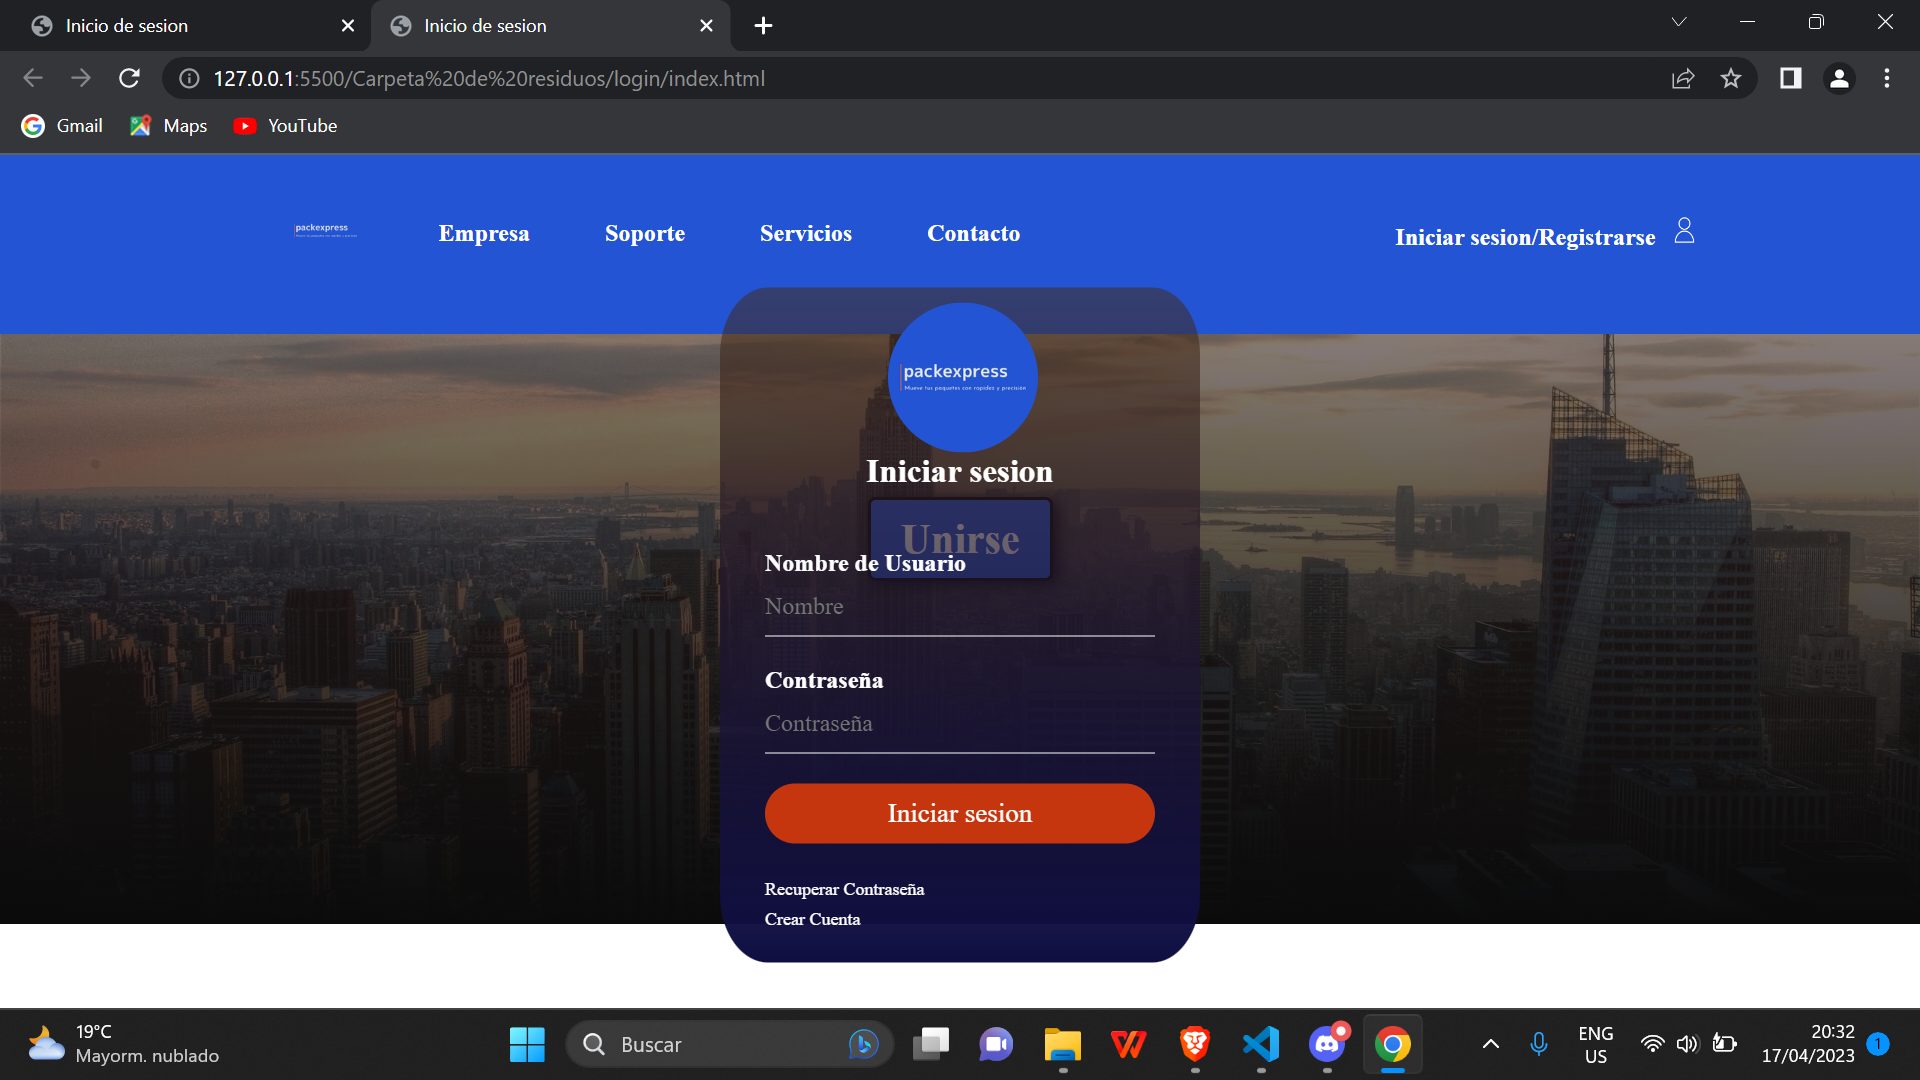 Inicio de sesion
Inicio de sesion
127.0.0.1:5500/Carpeta%20de%20residuos/login/index.html
Gmail
Maps
YouTube
packexpress
Empresa
Soporte
Servicios
Contacto
Iniciar sesion/Registrarse
packexpress
Mueve tus paquetes con rapidez y precisión
Iniciar sesion
Unirse
Nombre de Usuario
Nombre
Contraseña
Contraseña
Iniciar sesion
Recuperar Contraseña
Crear Cuenta
19°C
Mayorm. nublado
Buscar
ENG
US
20:32
17/04/2023
1